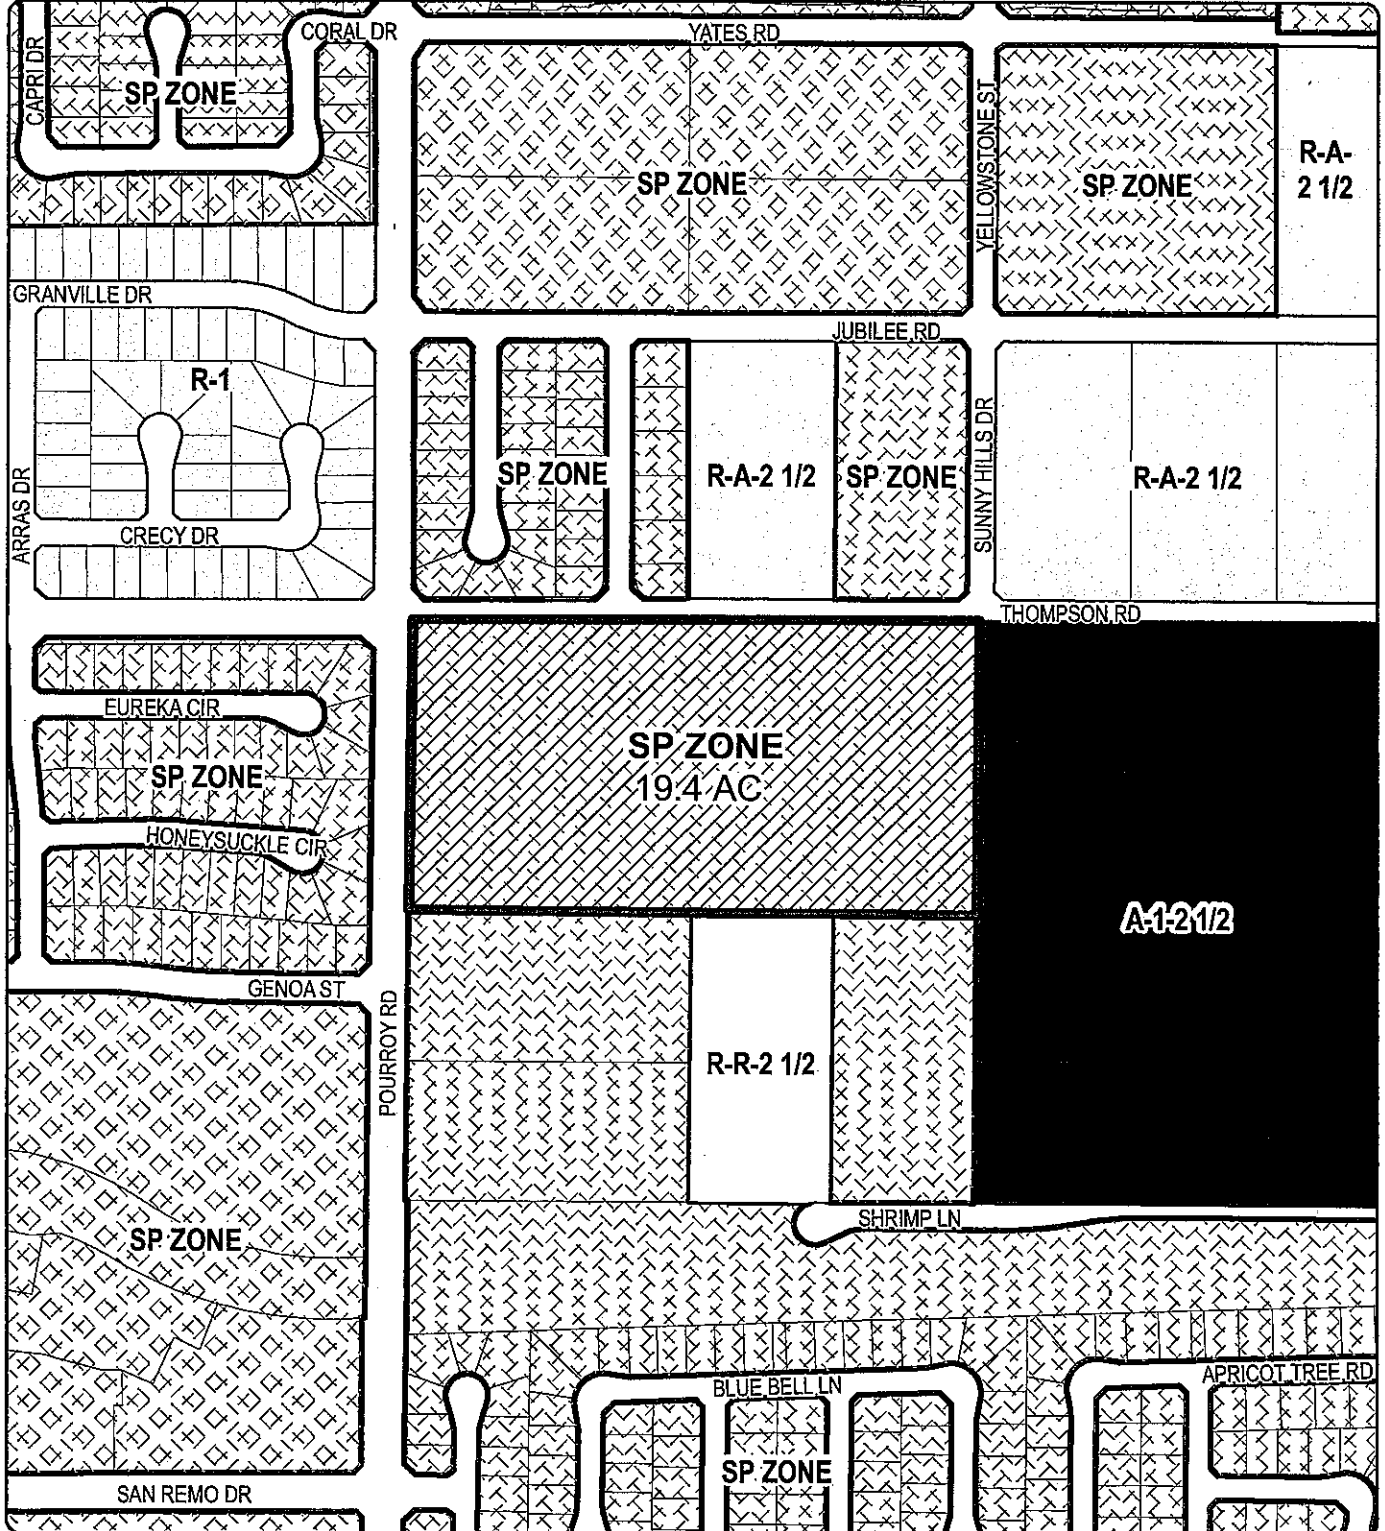 CORAL DR
YATES RD
CAPRI DR
SP ZONE
YELLOWSTONE ST
R-A-
2 1/2
SP ZONE
SP ZONE
GRANVILLE DR
JUBILEE RD
R-1
SUNNY HILLS DR
SP ZONE
R-A-2 1/2
SP ZONE
R-A-2 1/2
ARRAS DR
CRECY DR
THOMPSON RD
EUREKA CIR
SP ZONE
19.4 AC
SP ZONE
HONEYSUCKLE CIR
A-1-2 1/2
GENOA ST
POURROY RD
R-R-2 1/2
SHRIMP LN
SP ZONE
BLUE BELL LN
APRICOT TREE RD
SP ZONE
SAN REMO DR